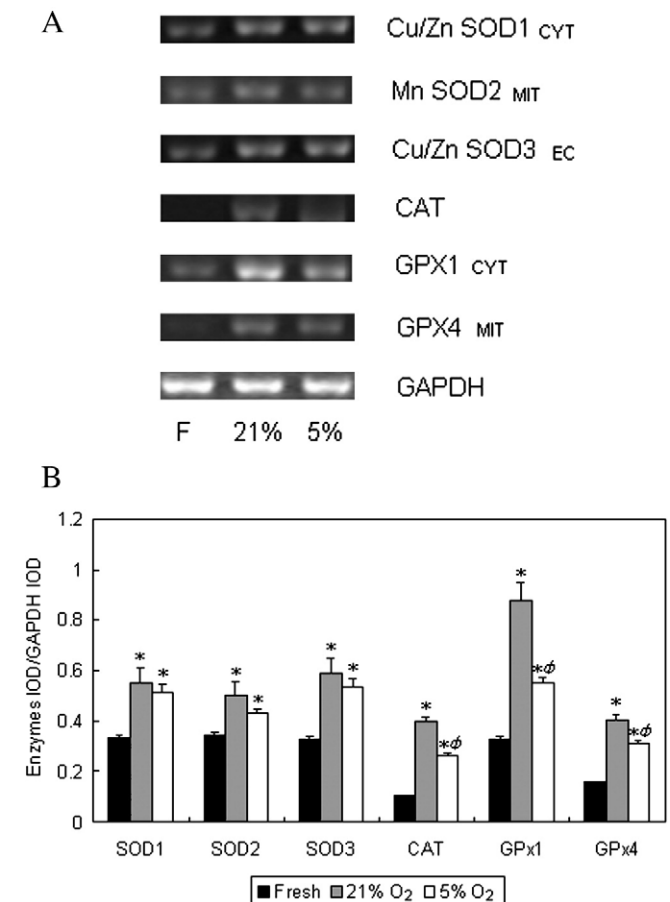 A
Cu/Zn SOD1 CYT
Mn SOD2 MIT
Cu/Zn SOD3 EC
CAT
GPX1 CYT
GPX4 MIT
GAPDH
F 21% 5%
B
Enzymes IOD/GAPDH IOD
1.2
1
0.8
0.6
0.4
0.2
0
* * * * * * * *ϕ * *ϕ * *ϕ
SOD1 SOD2 SOD3 CAT GPx1 GPx4
Fresh 21% O₂ 5% O₂